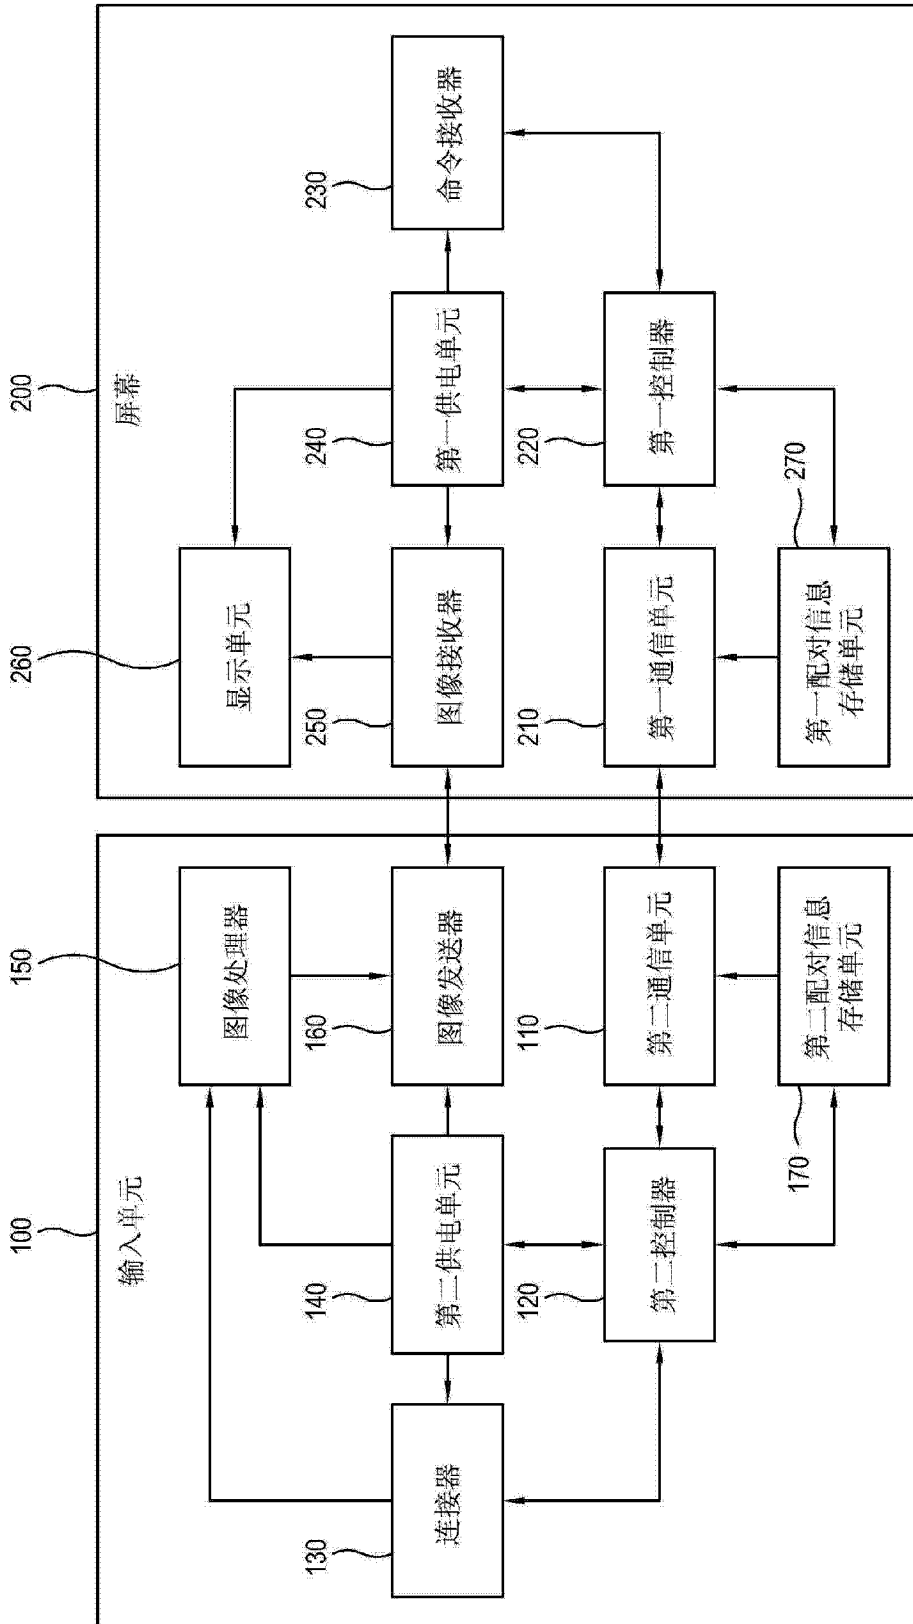 100
输入单元
150
图像处理器
130
连接器
140
第二供电单元
160
图像发送器
120
第二控制器
110
第二通信单元
170
第二配对信息
存储单元
200
屏幕
260
显示单元
250
图像接收器
240
第一供电单元
230
命令接收器
210
第一通信单元
220
第一控制器
270
第一配对信息
存储单元